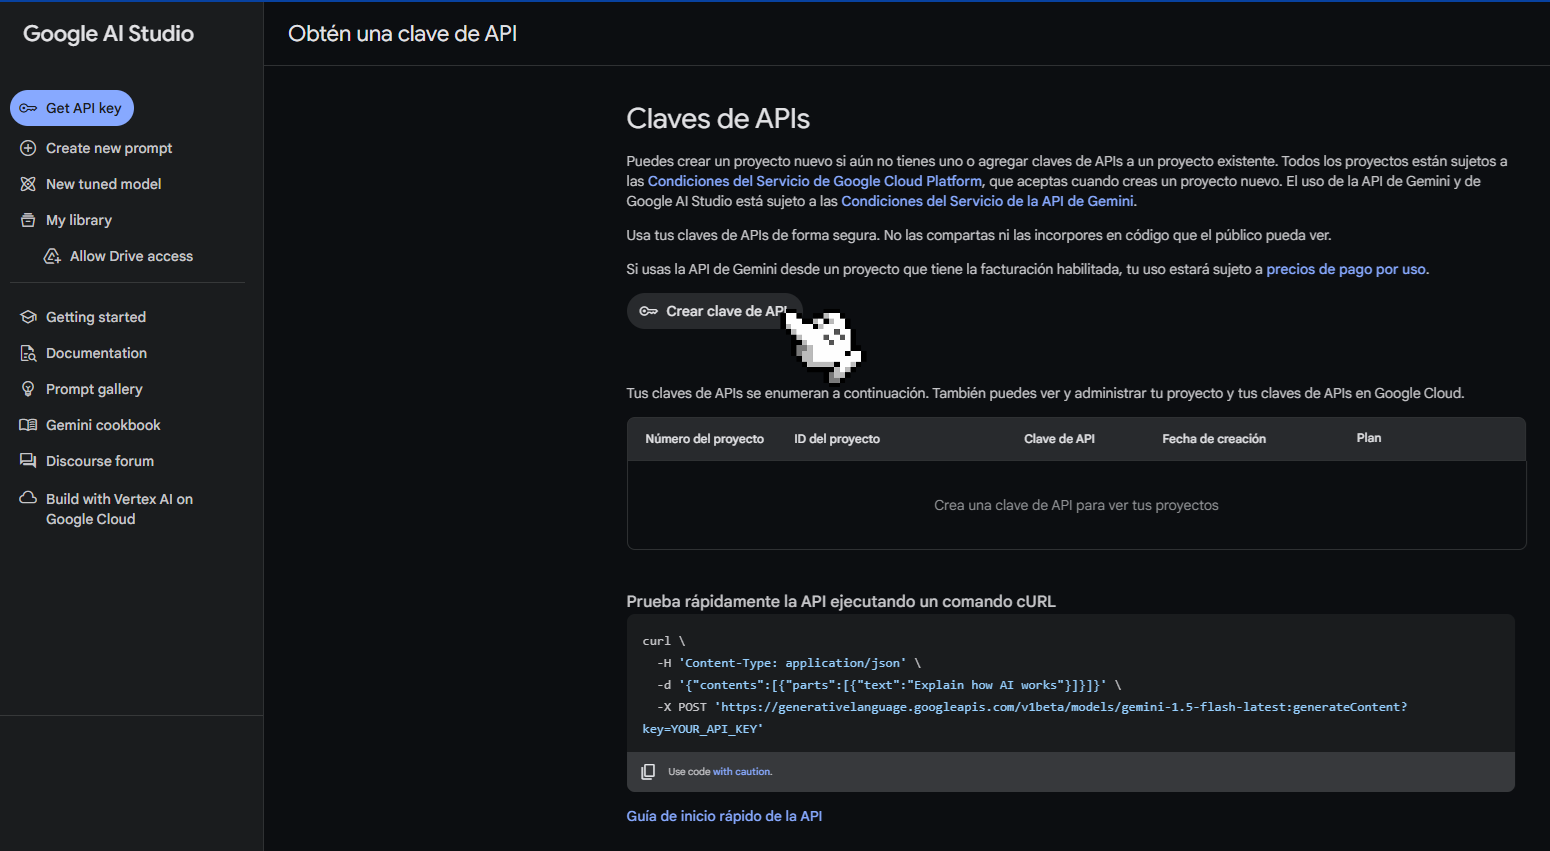 Google AI Studio
Get API key
Create new prompt
New tuned model
My library
Allow Drive access
Getting started
Documentation
Prompt gallery
Gemini cookbook
Discourse forum
Build with Vertex AI on
Google Cloud
Obtén una clave de API
Claves de APIs
Puedes crear un proyecto nuevo si aún no tienes uno o agregar claves de APIs a un proyecto existente. Todos los proyectos están sujetos a
las Condiciones del Servicio de Google Cloud Platform, que aceptas cuando creas un proyecto nuevo. El uso de la API de Gemini y de
Google AI Studio está sujeto a las Condiciones del Servicio de la API de Gemini.
Usa tus claves de APIs de forma segura. No las compartas ni las incorpores en código que el público pueda ver.
Si usas la API de Gemini desde un proyecto que tiene la facturación habilitada, tu uso estará sujeto a precios de pago por uso.
Crear clave de API
Tus claves de APIs se enumeran a continuación. También puedes ver y administrar tu proyecto y tus claves de APIs en Google Cloud.
Número del proyecto ID del proyecto Clave de API Fecha de creación Plan
Crea una clave de API para ver tus proyectos
Prueba rápidamente la API ejecutando un comando cURL
curl \
-H 'Content-Type: application/json' \
-d '{"contents":[{"parts":[{"text":"Explain how AI works"}]}]}' \
-X POST 'https://generativelanguage.googleapis.com/v1beta/models/gemini-1.5-flash-latest:generateContent?
key=YOUR_API_KEY'
Use code with caution.
Guía de inicio rápido de la API